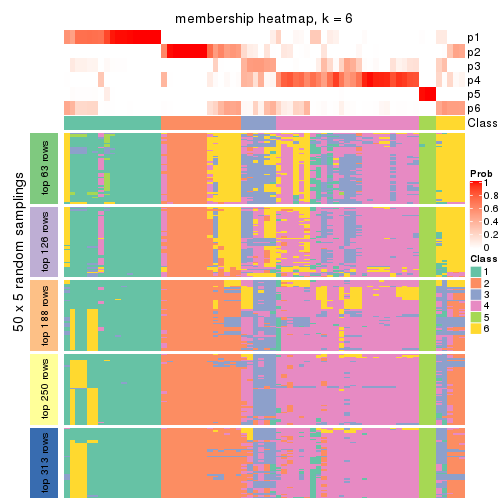 membership heatmap, k = 6
p1
p2
p3
p4
p5
p6
Class
50 x 5 random samplings
top 63 rows
top 126 rows
top 188 rows
top 250 rows
top 313 rows
Prob
1
0.8
0.6
0.4
0.2
0
Class
1
2
3
4
5
6